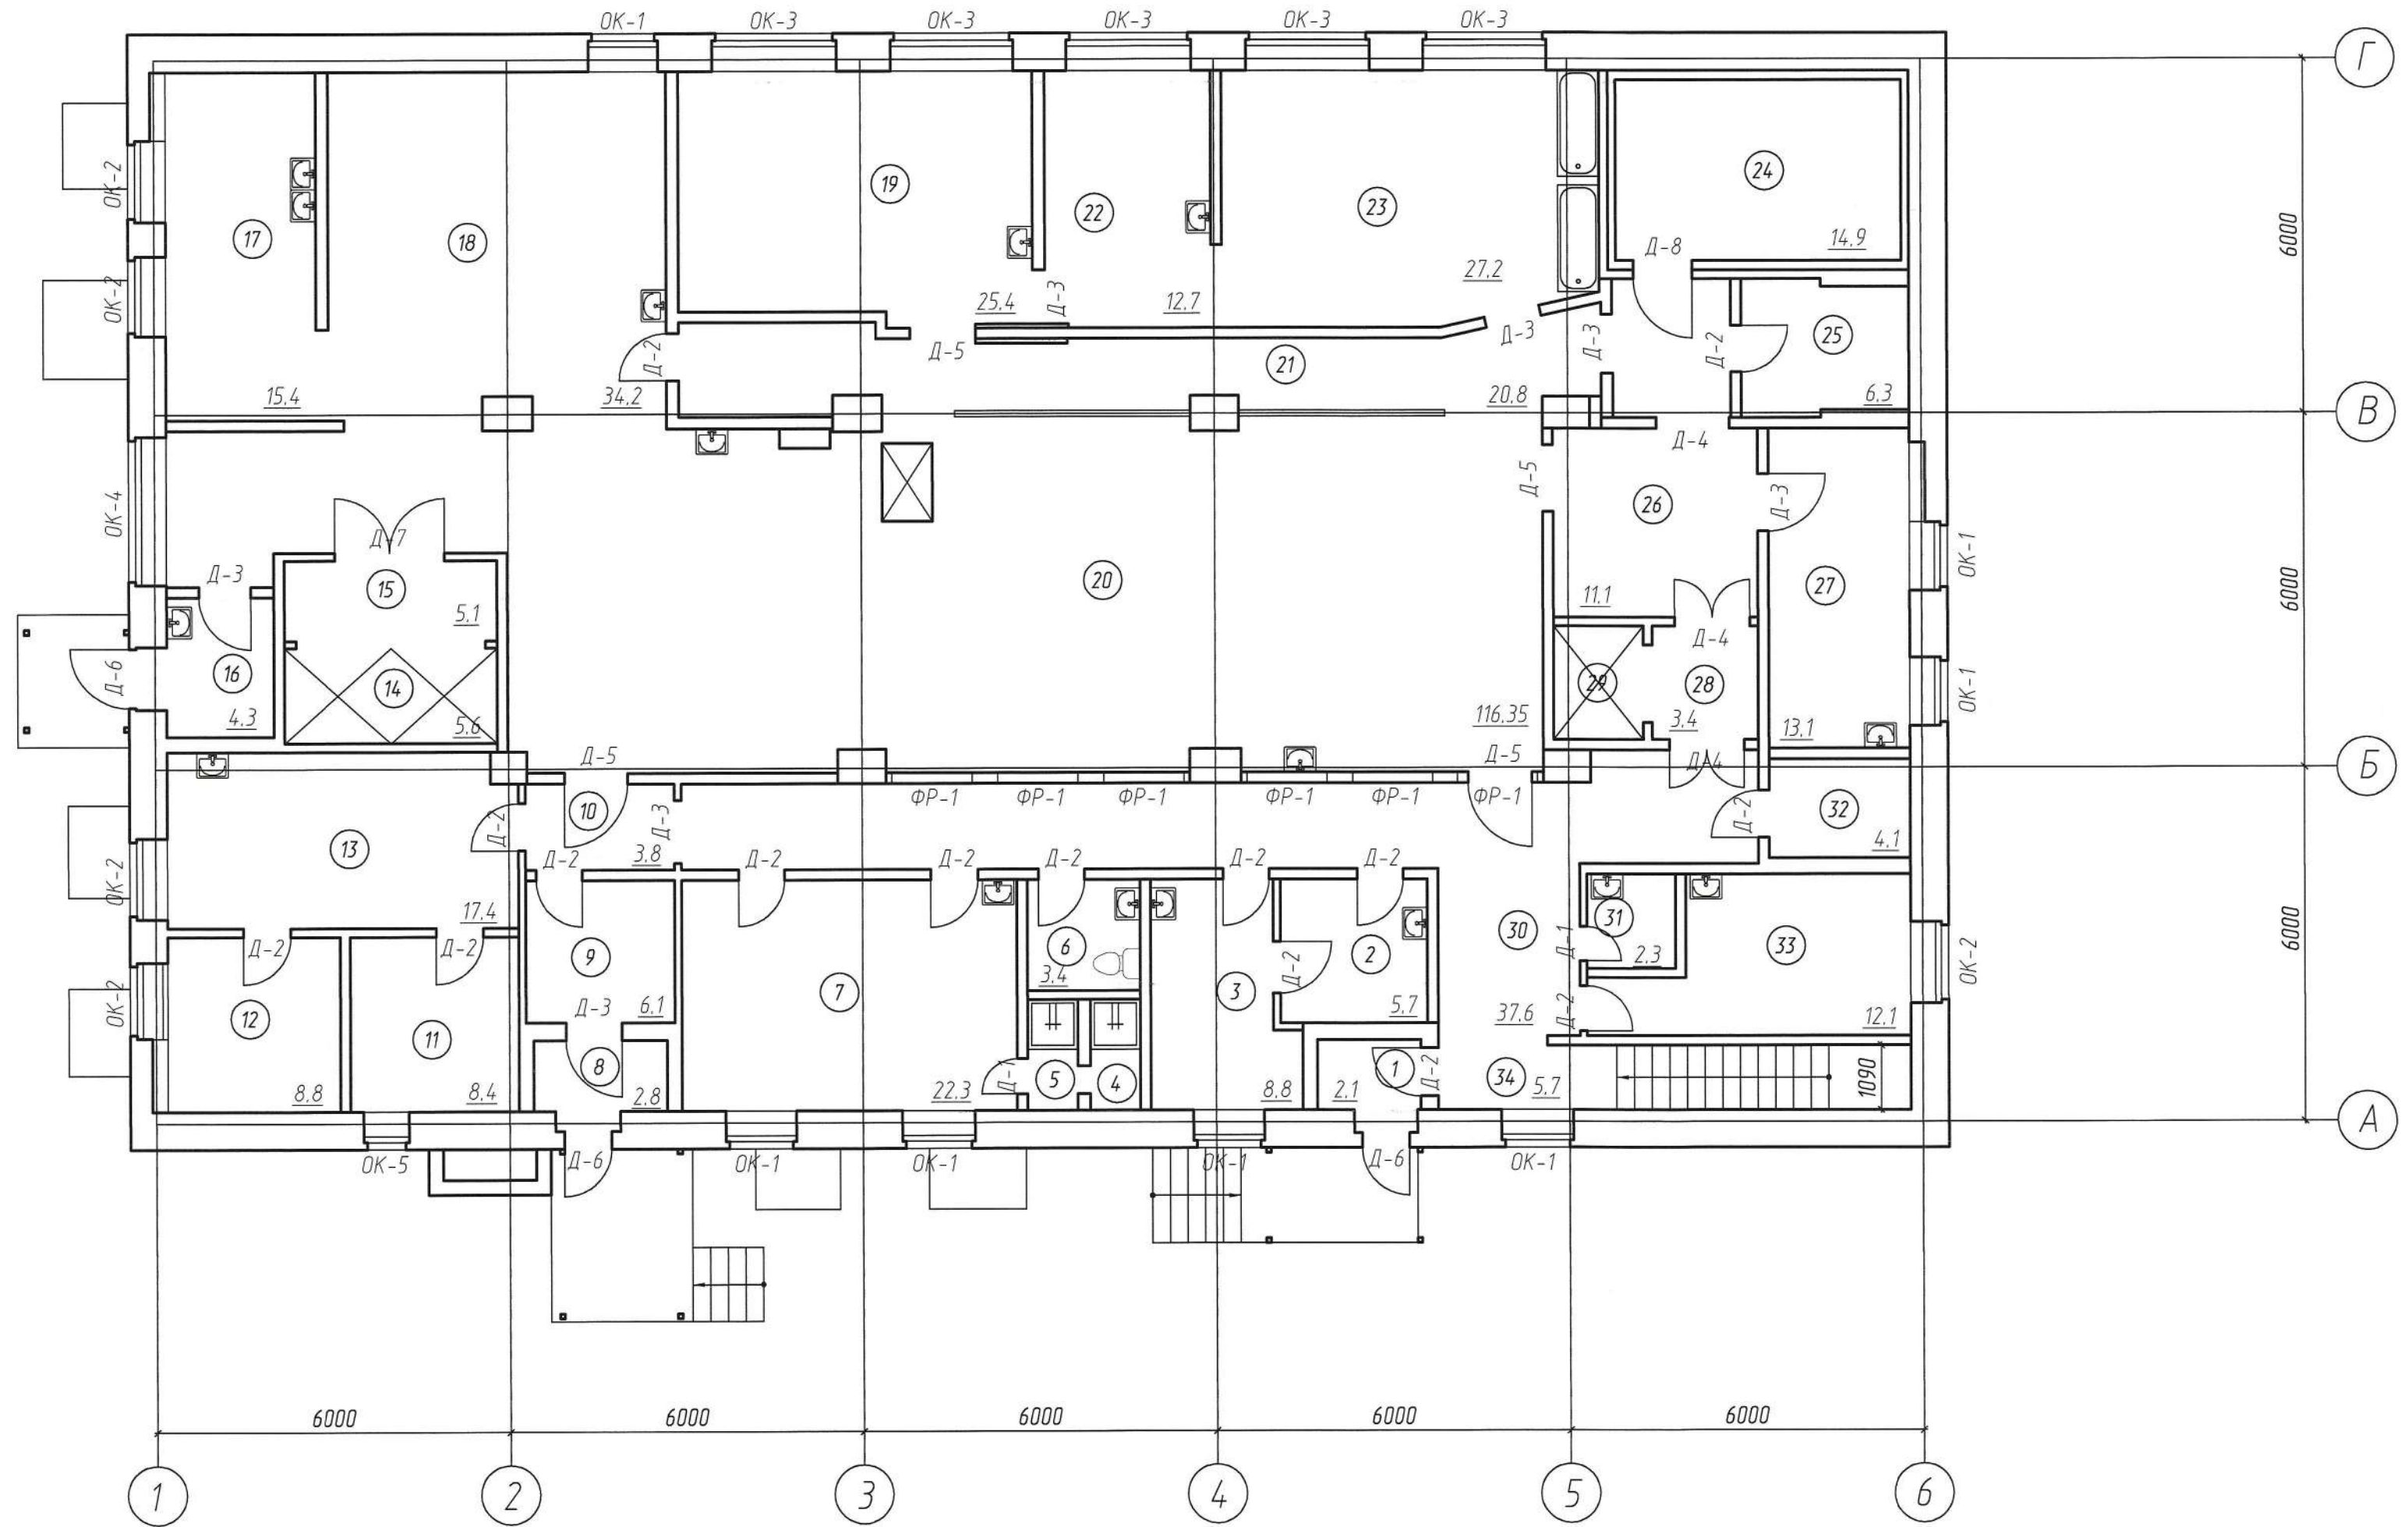 ОК-1 ОК-3 ОК-3 ОК-3 ОК-3 ОК-3
Г
ОК-2
17
18
19
22
23
24
14,9
6000
ОК-2
Д-8
27,2
25,4
Д-3
12,7
Д-5
21
Д-3
Д-3
Д-2
25
Д-2
15,4
34,2
20,8
6,3
В
Д-4
ОК-4
Д-7
Д-5
26
Д-3
ОК-1
Д-3
15
5,1
20
11,1
27
6000
Д-4
Д-6
16
4,3
14
5,6
116,35
29
28
3,4
13,1
ОК-1
Д-5
Д-5
Д-4
Б
ФР-1 ФР-1 ФР-1 ФР-1 ФР-1 ФР-1
10
Д-3
Д-2
32
4,1
13
Д-2
3,8
Д-2 Д-2 Д-2 Д-2 Д-2 Д-2
ОК-2
17,4
31
2,3
30
Д-1
33
ОК-2
6000
Д-2
Д-2
9
6
3,4
2
Д-2
3
7
5,7
ОК-2
12
11
Д-3
6,1
37,6
Д-2
12,1
8
5
4
1
Д-2
34
1090
8,8
8,4
2,8
22,3
Д-1
8,8
2,1
5,7
А
ОК-5
Д-6
ОК-1
ОК-1
ОК-1
Д-6
ОК-1
6000 6000 6000 6000 6000
1 2 3 4 5 6